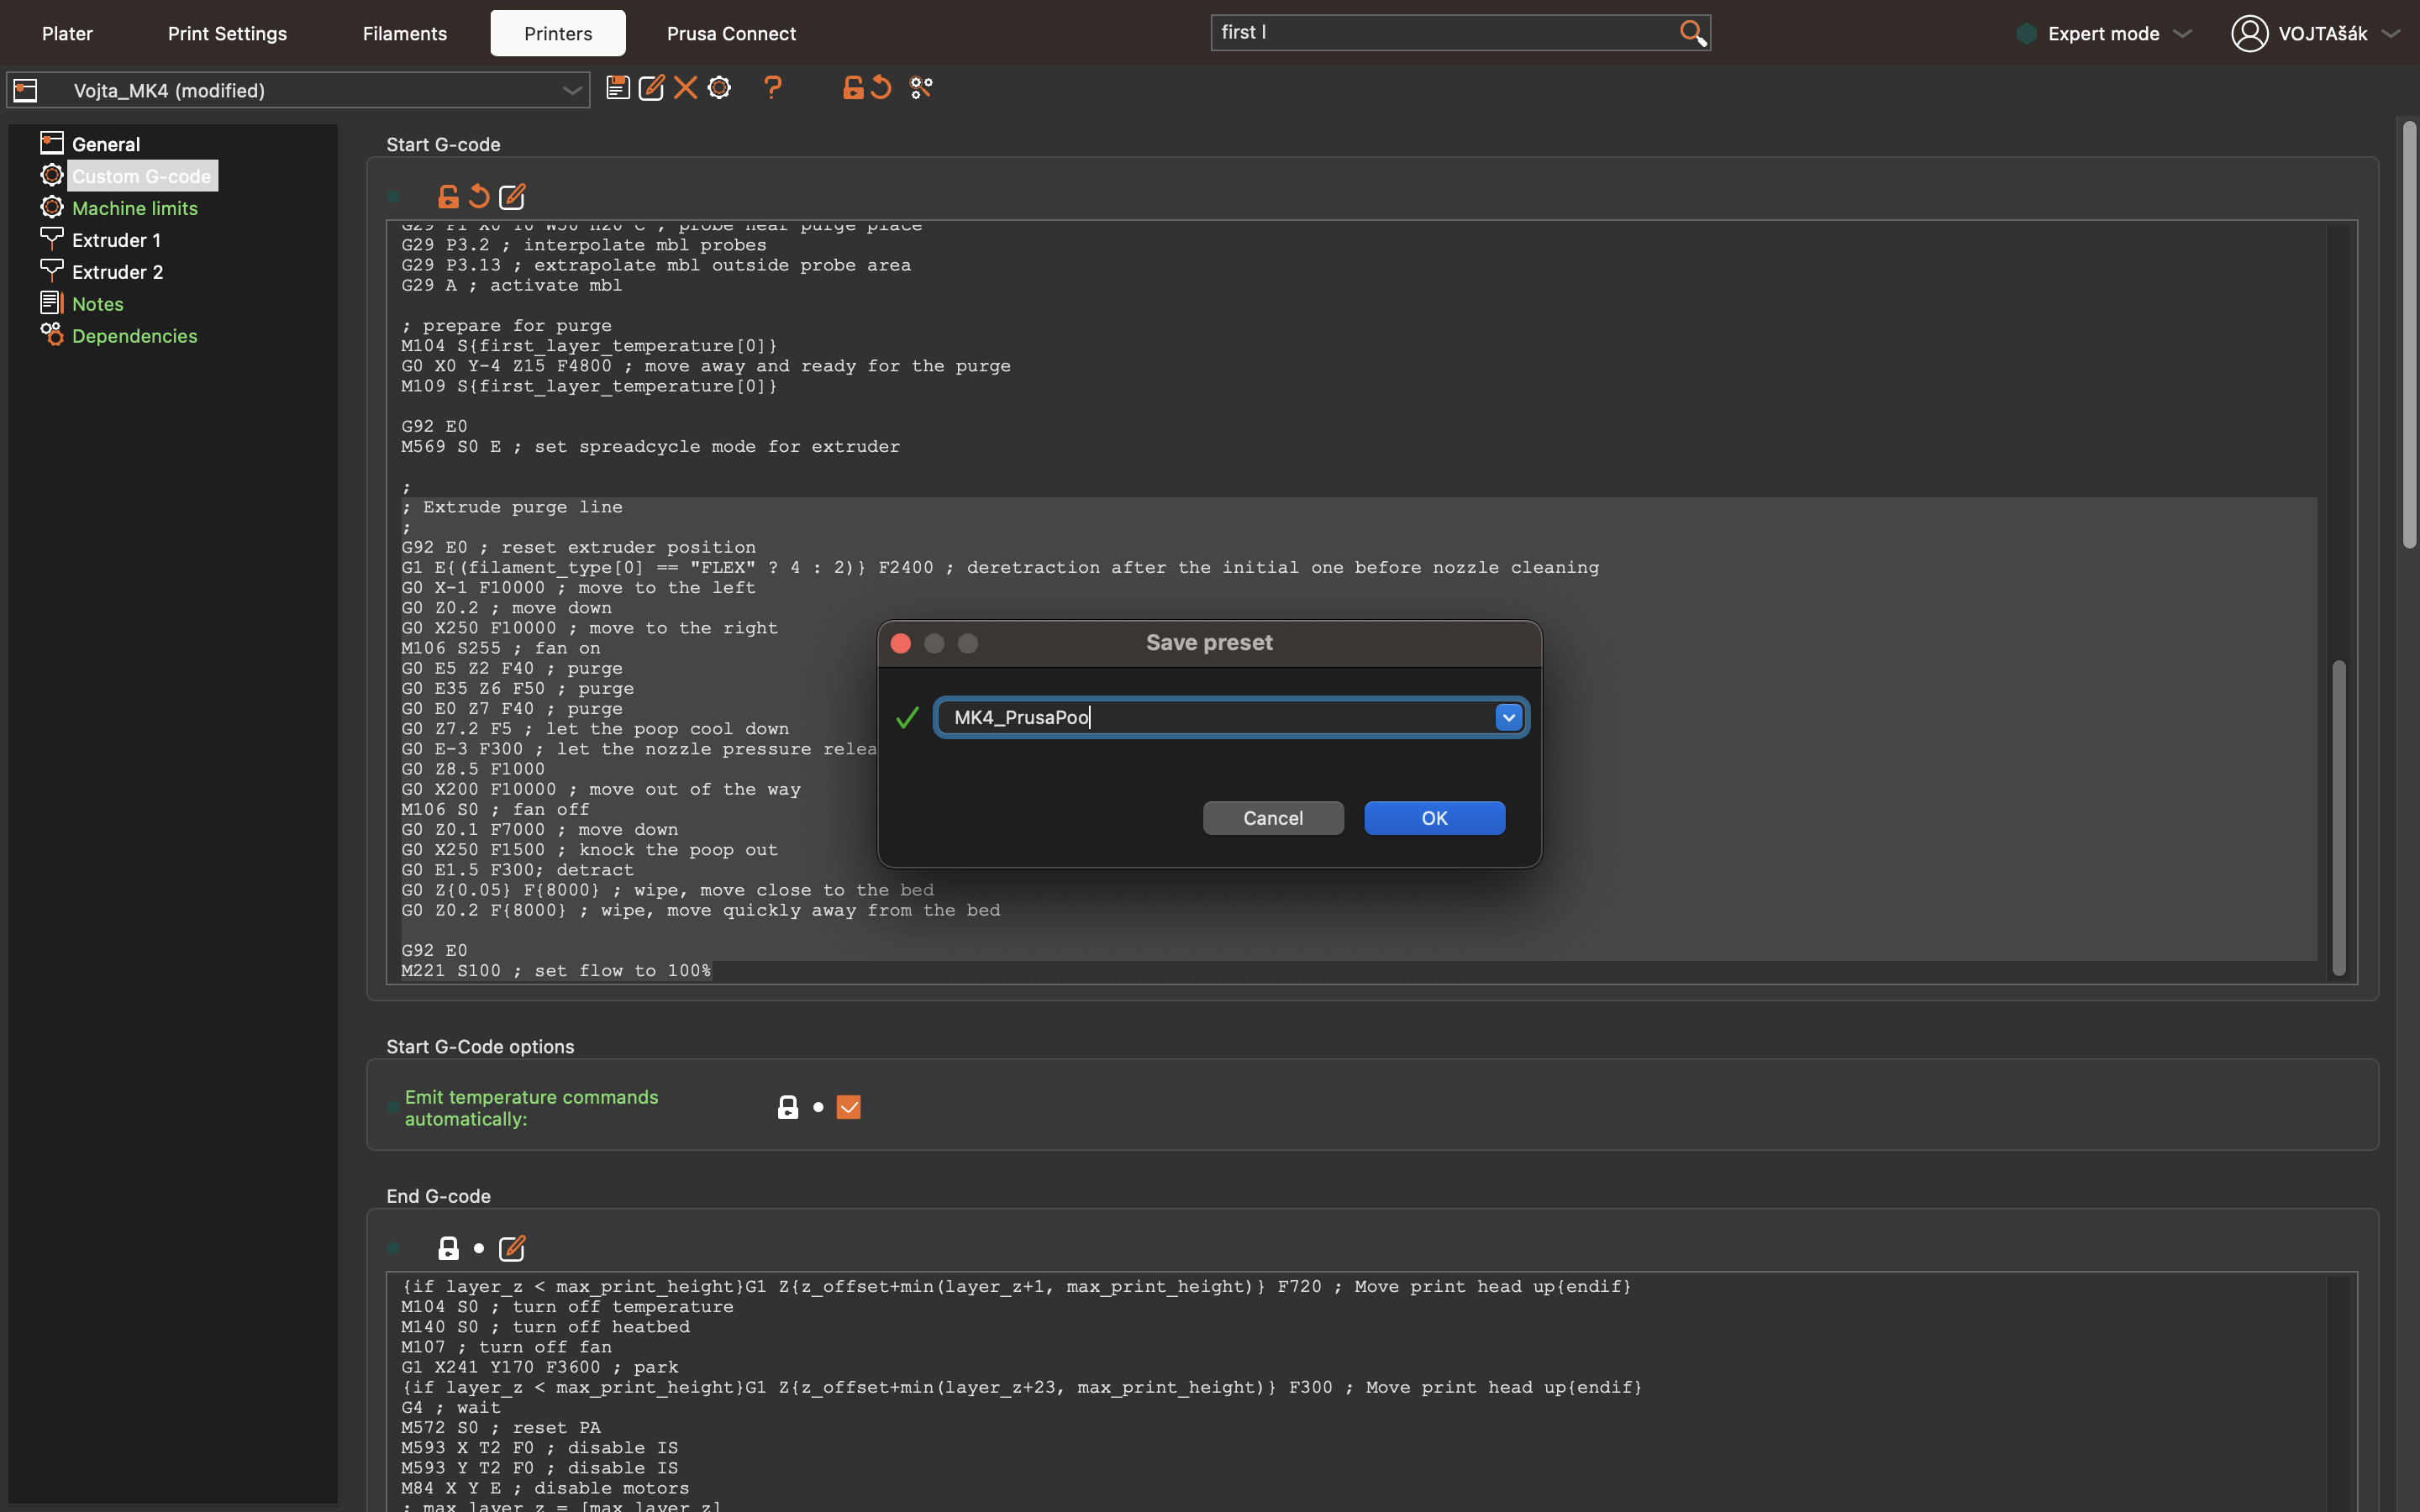 Plater
Print Settings
Filaments
Printers
Prusa Connect
first l
Expert mode
VOJTAšák
Vojta_MK4 (modified)
General
Custom G-code
Machine limits
Extruder 1
Extruder 2
Notes
Dependencies
Start G-code
G29 P1 X0 Y0 W50 H20 C ; probe near purge place
G29 P3.2 ; interpolate mbl probes
G29 P3.13 ; extrapolate mbl outside probe area
G29 A ; activate mbl
; prepare for purge
M104 S{first_layer_temperature[0]}
G0 X0 Y-4 Z15 F4800 ; move away and ready for the purge
M109 S{first_layer_temperature[0]}
G92 E0
M569 S0 E ; set spreadcycle mode for extruder
;
; Extrude purge line
;
G92 E0 ; reset extruder position
G1 E{(filament_type[0] == "FLEX" ? 4 : 2)} F2400 ; deretraction after the initial one before nozzle cleaning
G0 X-1 F10000 ; move to the left
G0 Z0.2 ; move down
G0 X250 F10000 ; move to the right
M106 S255 ; fan on
G0 E5 Z2 F40 ; purge
G0 E35 Z6 F50 ; purge
G0 E0 Z7 F40 ; purge
G0 Z7.2 F5 ; let the poop cool down
G0 E-3 F300 ; let the nozzle pressure relea
G0 Z8.5 F1000
G0 X200 F10000 ; move out of the way
M106 S0 ; fan off
G0 Z0.1 F7000 ; move down
G0 X250 F1500 ; knock the poop out
G0 E1.5 F300; detract
G0 Z{0.05} F{8000} ; wipe, move close to the bed
G0 Z0.2 F{8000} ; wipe, move quickly away from the bed
G92 E0
M221 S100 ; set flow to 100%
Save preset
MK4_PrusaPoo
Cancel
OK
Start G-Code options
Emit temperature commands
automatically:
End G-code
{if layer_z < max_print_height}G1 Z{z_offset+min(layer_z+1, max_print_height)} F720 ; Move print head up{endif}
M104 S0 ; turn off temperature
M140 S0 ; turn off heatbed
M107 ; turn off fan
G1 X241 Y170 F3600 ; park
{if layer_z < max_print_height}G1 Z{z_offset+min(layer_z+23, max_print_height)} F300 ; Move print head up{endif}
G4 ; wait
M572 S0 ; reset PA
M593 X T2 F0 ; disable IS
M593 Y T2 F0 ; disable IS
M84 X Y E ; disable motors
; max_layer_z = [max_layer_z]